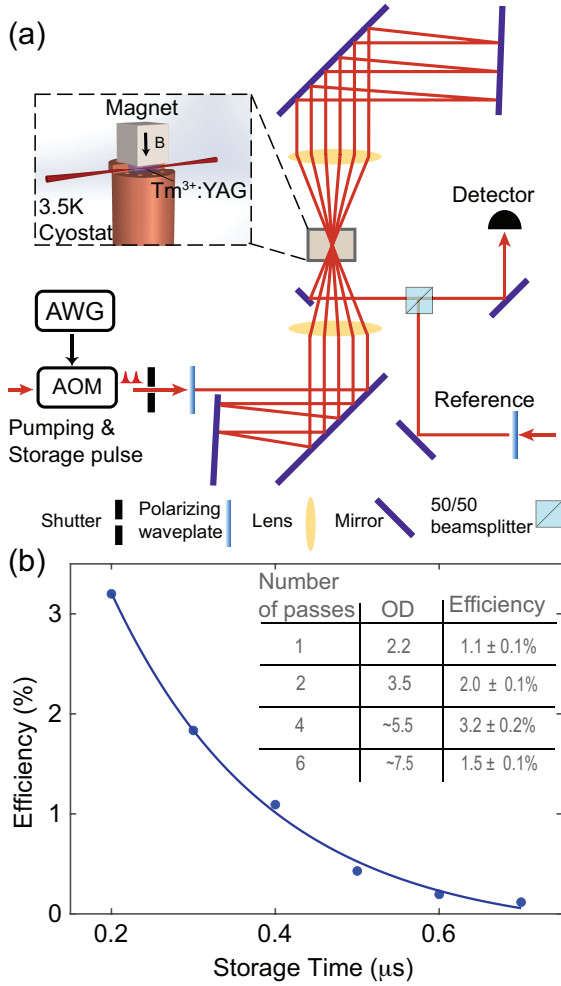 (a)
Magnet
B
Tm3+:YAG
3.5K
Cyostat
Detector
AWG
AOM
Pumping &
Storage pulse
Reference
Shutter
Polarizing
waveplate
Lens
Mirror
50/50
beamsplitter
(b)
Number
of passes
OD
Efficiency
1 2.2 1.1 ± 0.1%
2 3.5 2.0 ± 0.1%
4 ~5.5 3.2 ± 0.2%
6 ~7.5 1.5 ± 0.1%
3
2
1
0
Efficiency (%)
0.2 0.4 0.6
Storage Time (μs)